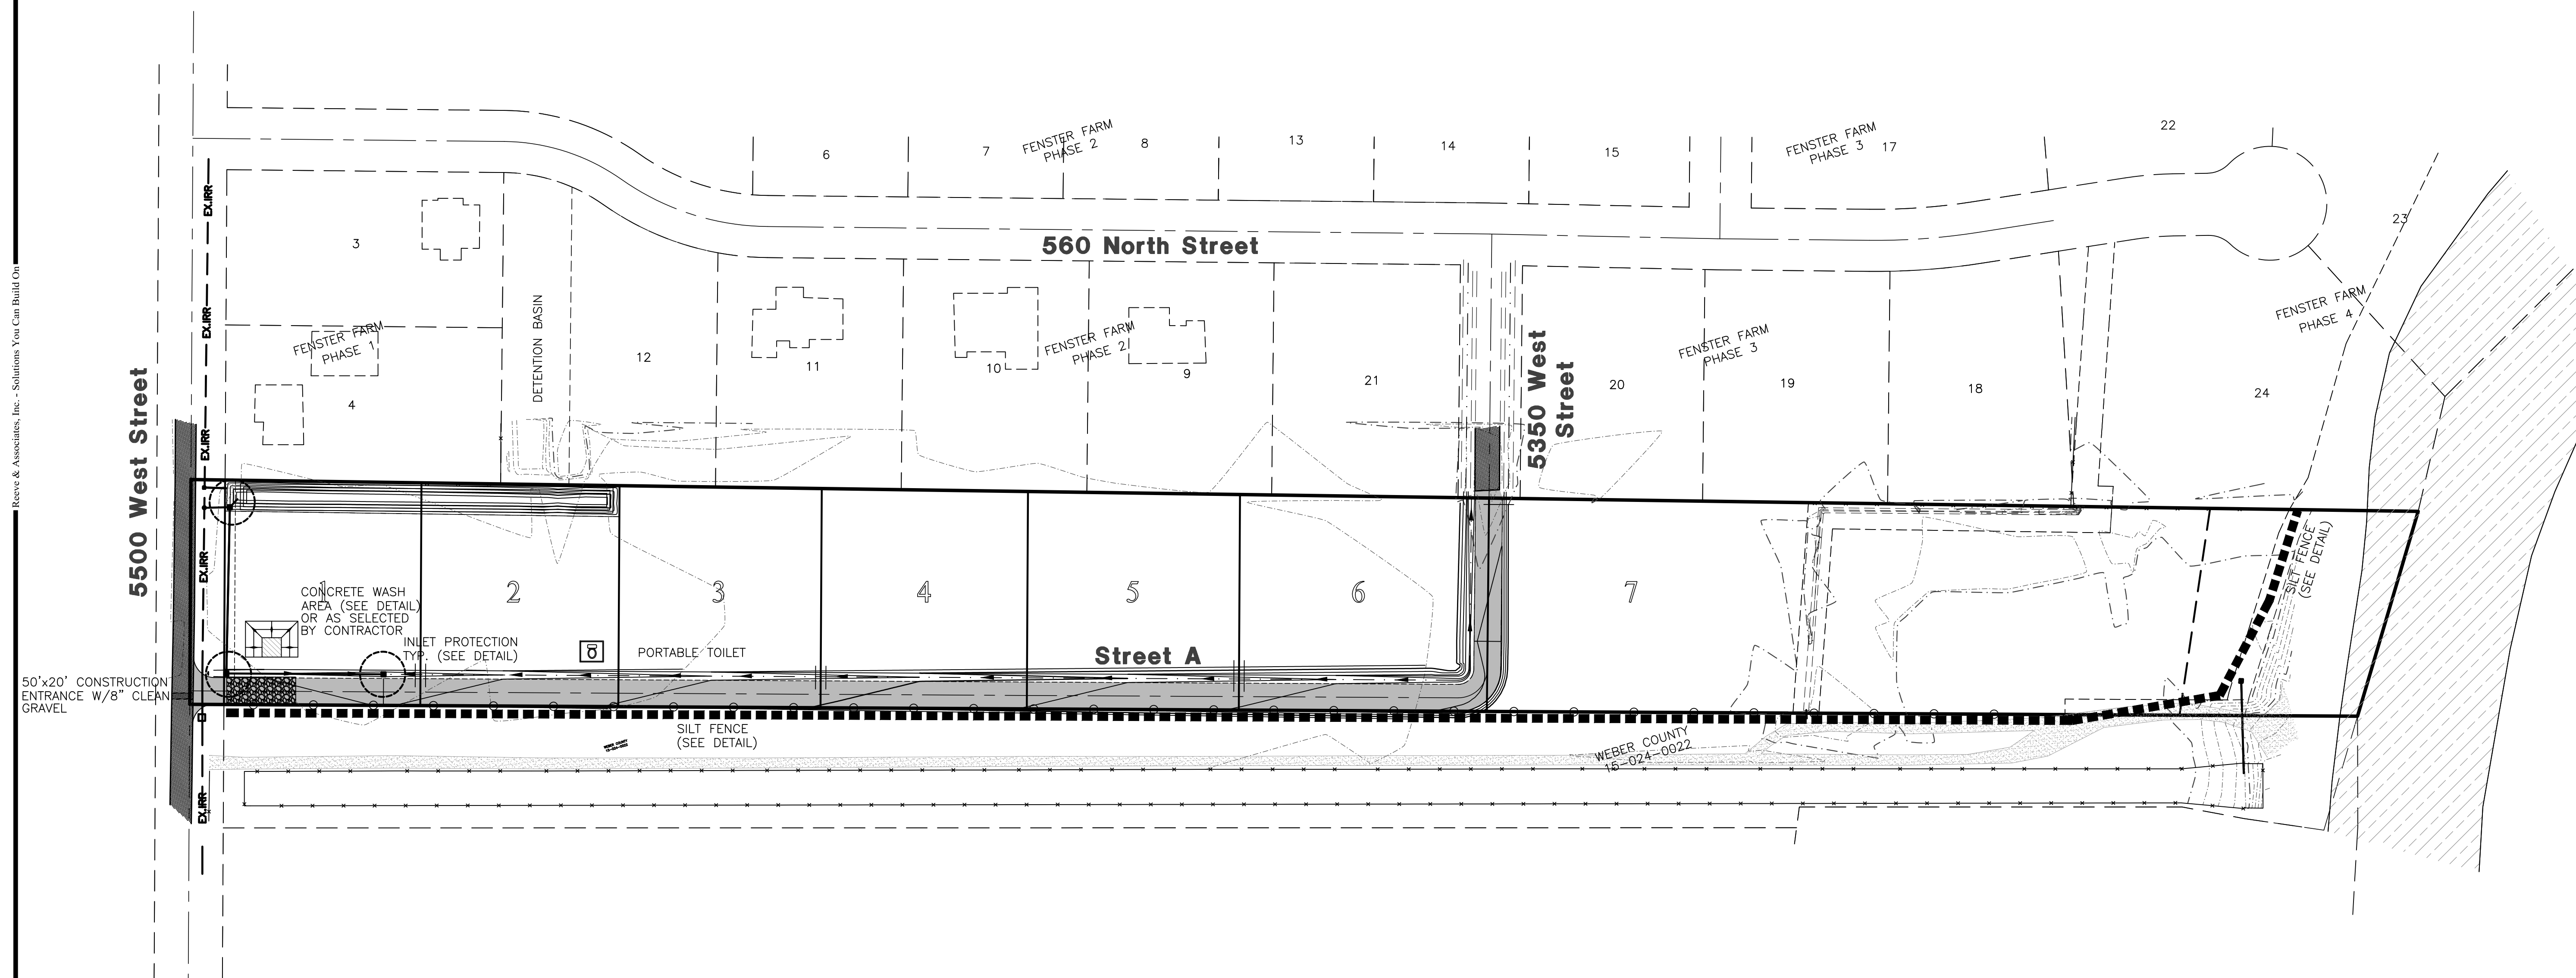 Reeve & Associates, Inc. - Solutions You Can Build On
22
6
7
FENSTER FARM
PHASE 2
8
13
14
15
FENSTER FARM
PHASE 3
17
23
EX.IRR
3
560 North Street
EX.IRR
DETENTION BASIN
FENSTER FARM
PHASE 1
12
11
10
FENSTER FARM
PHASE 2
9
21
5350 West
Street
20
FENSTER FARM
PHASE 3
19
18
24
FENSTER FARM
PHASE 4
4
5500 West Street
EX.IRR
EX.IRR
1
2
3
4
5
6
7
CONCRETE WASH
AREA (SEE DETAIL)
OR AS SELECTED
BY CONTRACTOR
INLET PROTECTION
TYP. (SEE DETAIL)
PORTABLE TOILET
Street A
SILT FENCE
(SEE DETAIL)
50'x20' CONSTRUCTION
ENTRANCE W/8" CLEAN
GRAVEL
SILT FENCE
(SEE DETAIL)
WEBER COUNTY
15-024-0022
WEBER COUNTY
15-024-0022
EX.IRR